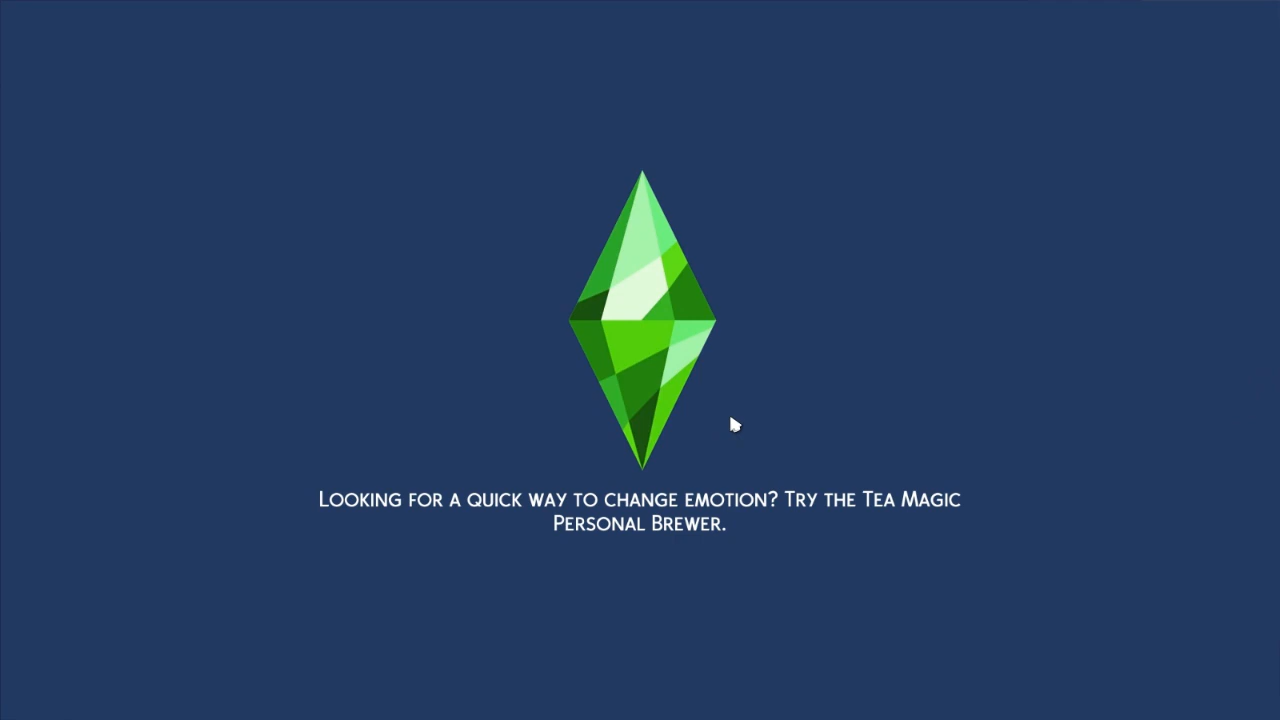 Looking for a quick way to change emotion? Try the Tea Magic
Personal Brewer.